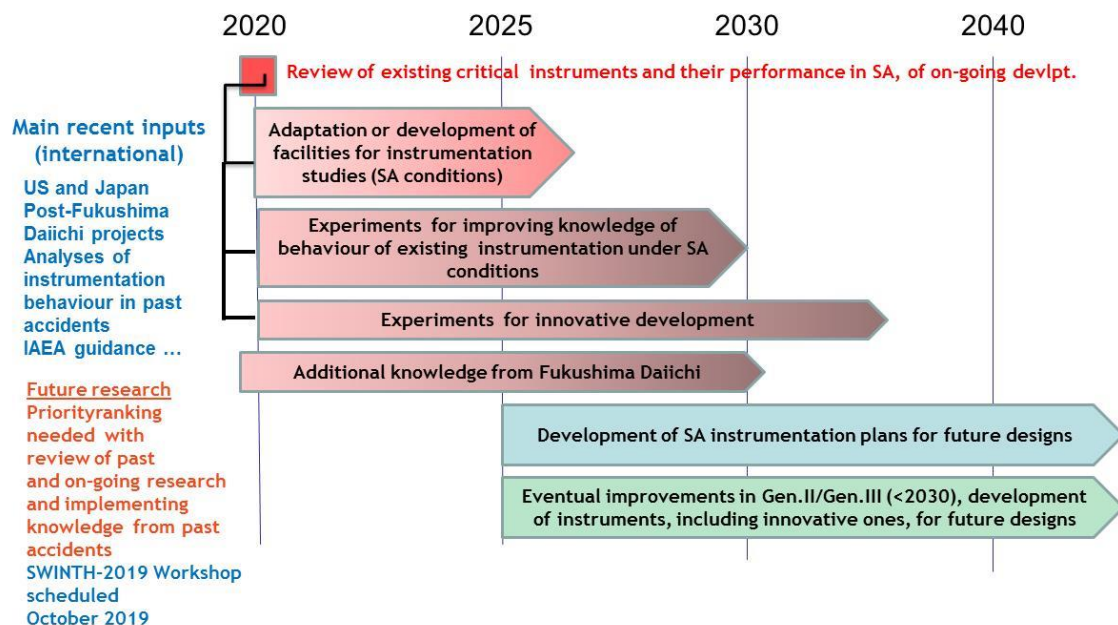 2020 2025 2030 2040
Review of existing critical instruments and their performance in SA, of on-going devlpt.
Main recent inputs
(international)
US and Japan
Post-Fukushima
Daiichi projects
Analyses of
instrumentation
behaviour in past
accidents
IAEA guidance ...
Future research
Priorityranking
needed with
review of past
and on-going research
and implementing
knowledge from past
accidents
SWINTH-2019 Workshop
scheduled
October 2019
Adaptation or development of
facilities for instrumentation
studies (SA conditions)
Experiments for improving knowledge of
behaviour of existing instrumentation under SA
conditions
Experiments for innovative development
Additional knowledge from Fukushima Daiichi
Development of SA instrumentation plans for future designs
Eventual improvements in Gen.II/Gen.III (<2030), development
of instruments, including innovative ones, for future designs